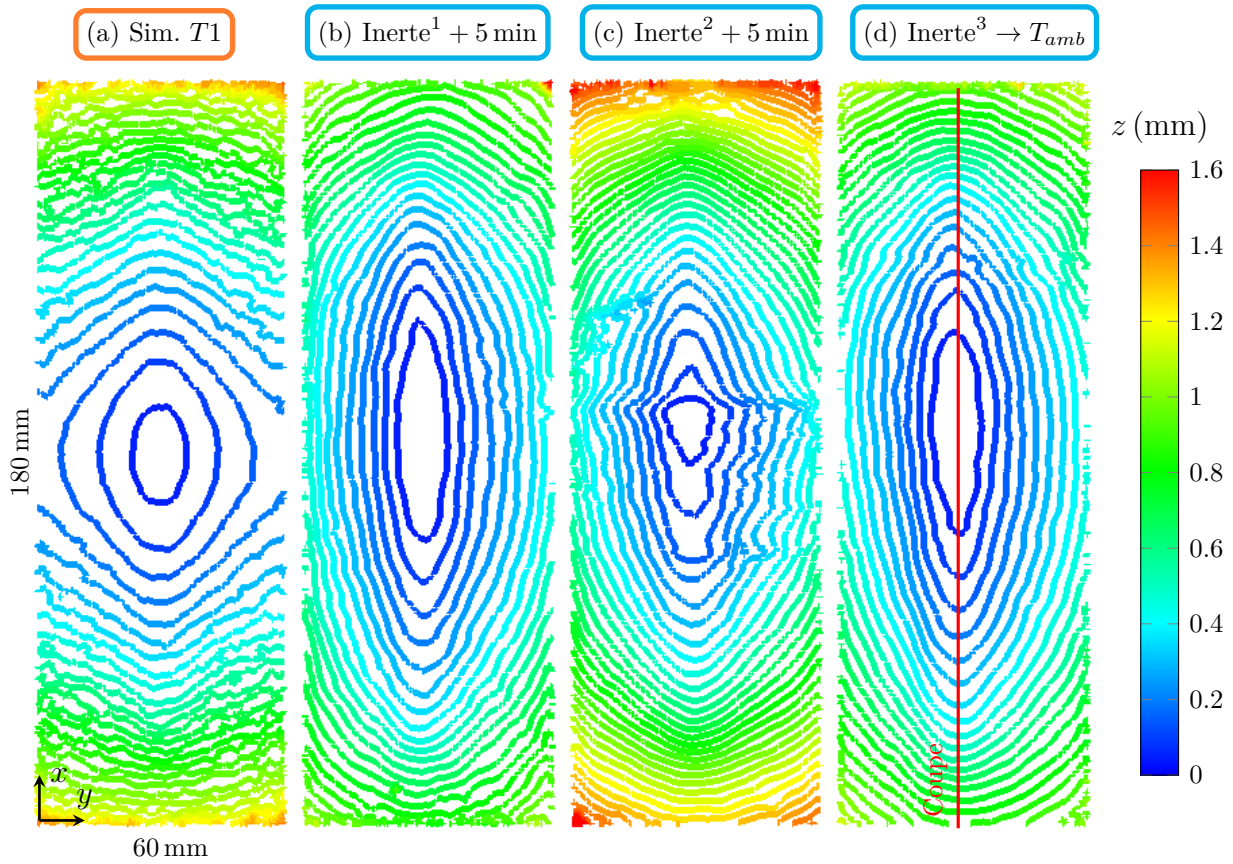 (a) Sim. T1
(b) Inerte¹ + 5 min
(c) Inerte² + 5 min
(d) Inerte³ → T_amb
z (mm)
1.6
1.4
1.2
1
0.8
0.6
0.4
0.2
0
180 mm
x
y
60 mm
Coupe